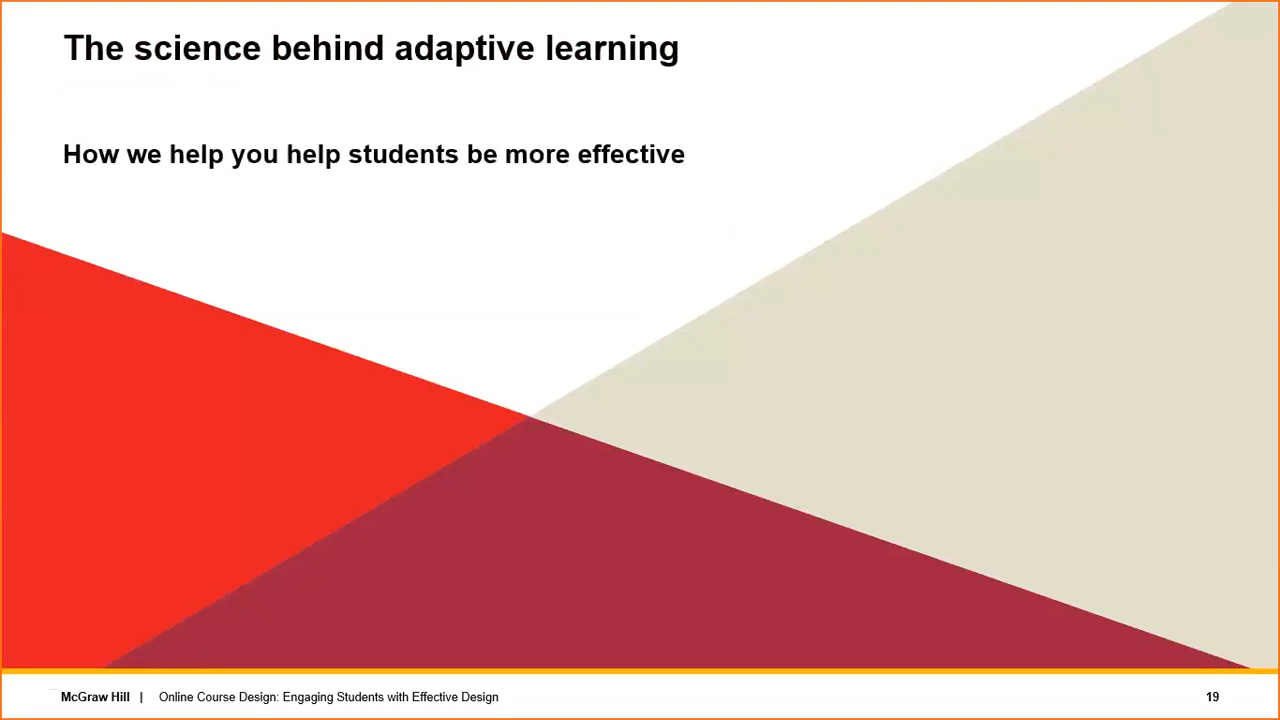 The science behind adaptive learning
How we help you help students be more effective
McGraw Hill | Online Course Design: Engaging Students with Effective Design 19